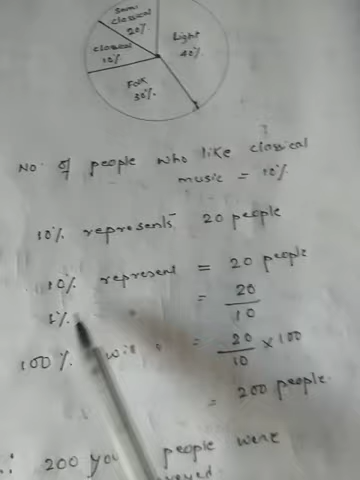 Semi
classical
20%
Light
40%
classical
10%
Folk
30%
No. of people who like classical
music = 10%
10% represents 20 people
10% represent = 20 people
1% = 20/10
100% = 20/10 × 100
= 200 people.
∴ 200 people were